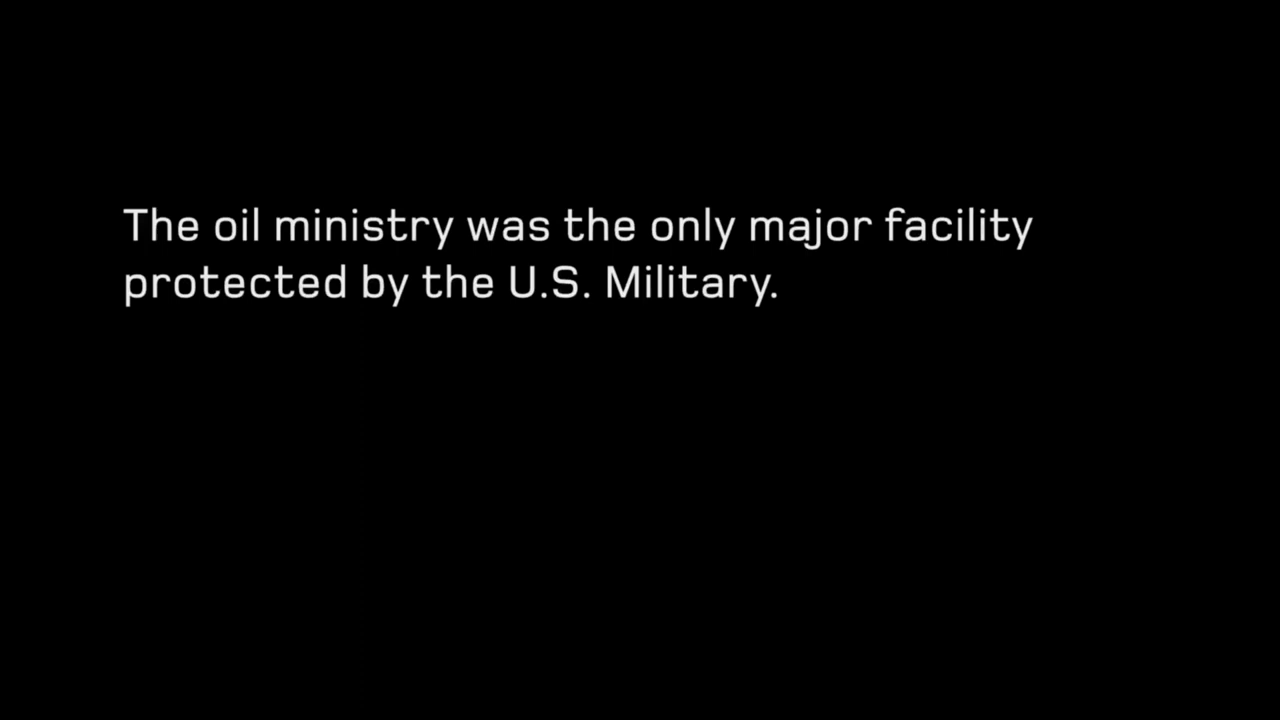 The oil ministry was the only major facility
protected by the U.S. Military.